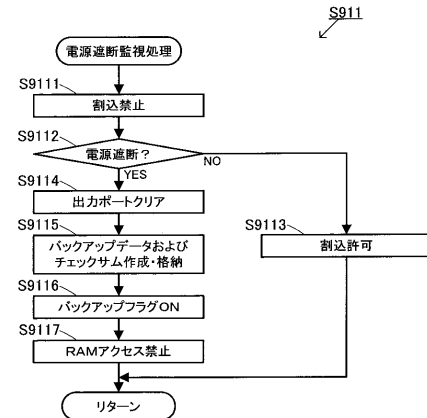 S911
電源遮断監視処理
S9111
割込禁止
S9112
電源遮断?
NO
YES
S9114
出力ポートクリア
S9115
バックアップデータおよび
チェックサム作成・格納
S9113
割込許可
S9116
バックアップフラグON
S9117
RAMアクセス禁止
リターン